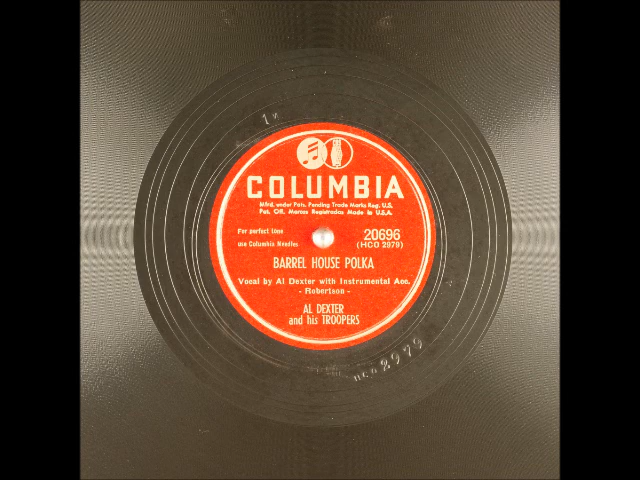 COLUMBIA
Mfrd. under Pats. Pending Trade Marks Reg. U.S.
Pat. Off. Marcas Registradas Made in U.S.A.
For perfect tone
use Columbia Needles
20696
(HCO 2979)
BARREL HOUSE POLKA
Vocal by Al Dexter with Instrumental Acc.
- Robertson -
AL DEXTER
and his TROOPERS
HCO2979